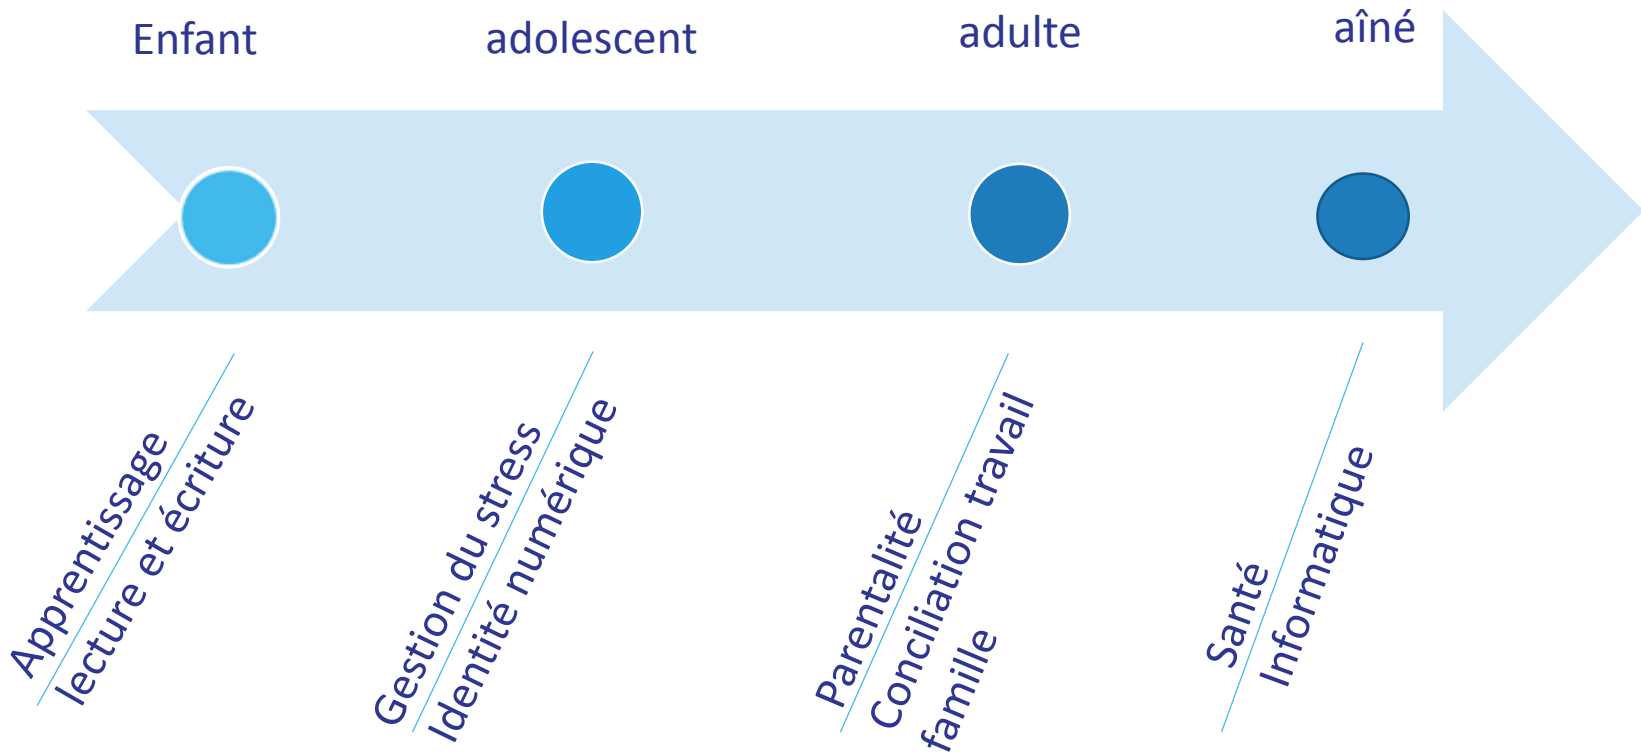 Enfant
adolescent
adulte
aîné
Apprentissage
lecture et écriture
Gestion du stress
Identité numérique
Parentalité
Conciliation travail
famille
Santé
Informatique